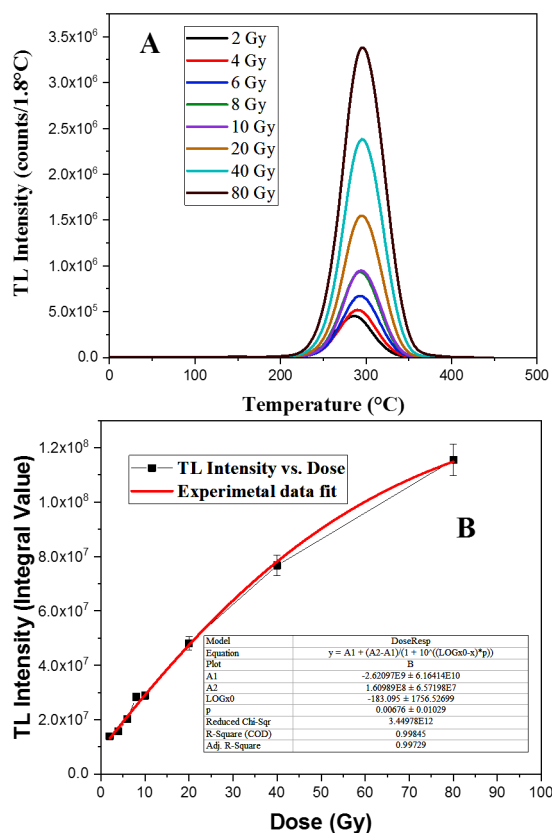 A
2 Gy
4 Gy
6 Gy
8 Gy
10 Gy
20 Gy
40 Gy
80 Gy
3.5x10⁶
3.0x10⁶
2.5x10⁶
2.0x10⁶
1.5x10⁶
1.0x10⁶
5.0x10⁵
0.0
TL Intensity (counts/1.8°C)
0 100 200 300 400 500
Temperature (°C)
1.2x10⁸
1.0x10⁸
8.0x10⁷
6.0x10⁷
4.0x10⁷
2.0x10⁷
0.0
TL Intensity (Integral Value)
TL Intensity vs. Dose
Experimetal data fit
B
Model DoseResp
Equation y = A1 + (A2-A1)/(1 + 10^((LOGx0-x)*p))
Plot B
A1 -2.62097E9 ± 6.16414E10
A2 1.60989E8 ± 6.57198E7
LOGx0 -183.095 ± 1756.52699
p 0.00676 ± 0.01029
Reduced Chi-Sqr 3.44978E12
R-Square (COD) 0.99845
Adj. R-Square 0.99729
0 10 20 30 40 50 60 70 80 90 100
Dose (Gy)